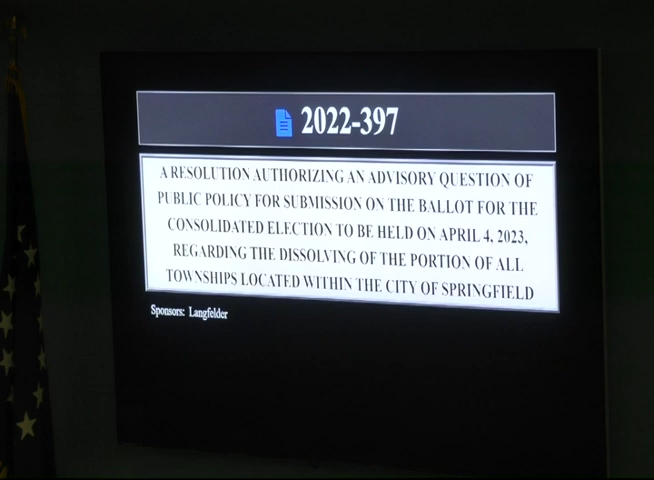 2022-397
A RESOLUTION AUTHORIZING AN ADVISORY QUESTION OF
PUBLIC POLICY FOR SUBMISSION ON THE BALLOT FOR THE
CONSOLIDATED ELECTION TO BE HELD ON APRIL 4, 2023,
REGARDING THE DISSOLVING OF THE PORTION OF ALL
TOWNSHIPS LOCATED WITHIN THE CITY OF SPRINGFIELD
Sponsors: Langfelder